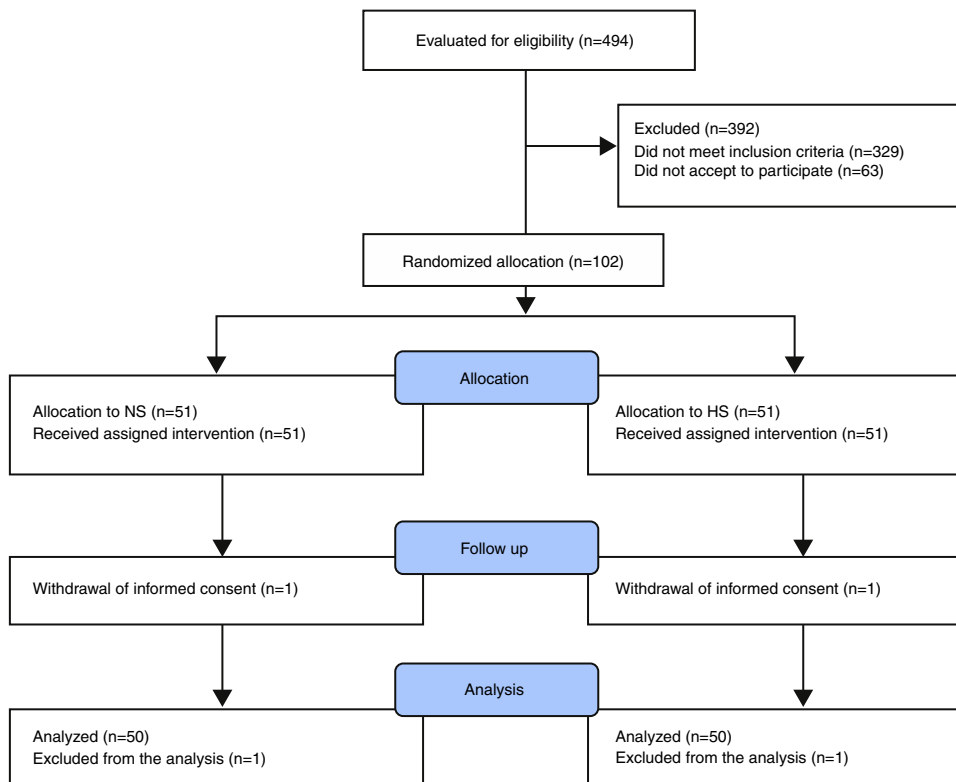 Evaluated for eligibility (n=494)
Excluded (n=392)
Did not meet inclusion criteria (n=329)
Did not accept to participate (n=63)
Randomized allocation (n=102)
Allocation
Allocation to NS (n=51)
Received assigned intervention (n=51)
Allocation to HS (n=51)
Received assigned intervention (n=51)
Follow up
Withdrawal of informed consent (n=1)
Withdrawal of informed consent (n=1)
Analysis
Analyzed (n=50)
Excluded from the analysis (n=1)
Analyzed (n=50)
Excluded from the analysis (n=1)